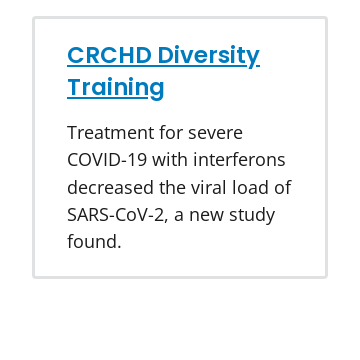 CRCHD Diversity
Training
Treatment for severe
COVID-19 with interferons
decreased the viral load of
SARS-CoV-2, a new study
found.